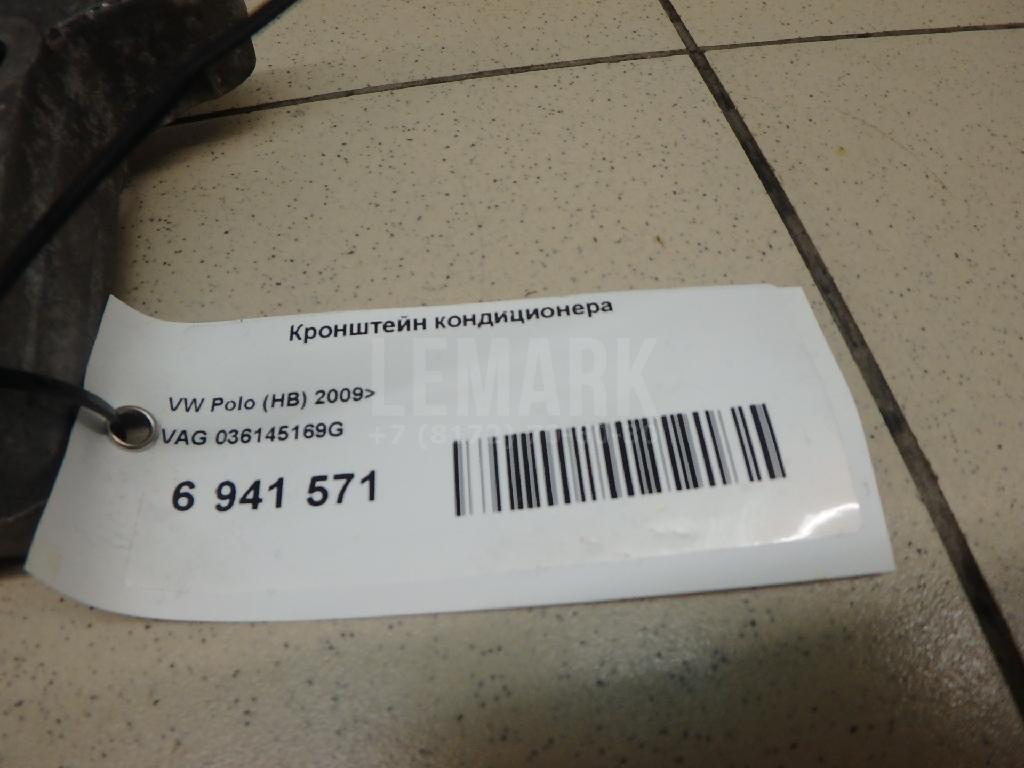 Кронштейн кондиционера
LEMARK
VW Polo (HB) 2009>
VAG 036145169G
6 941 571